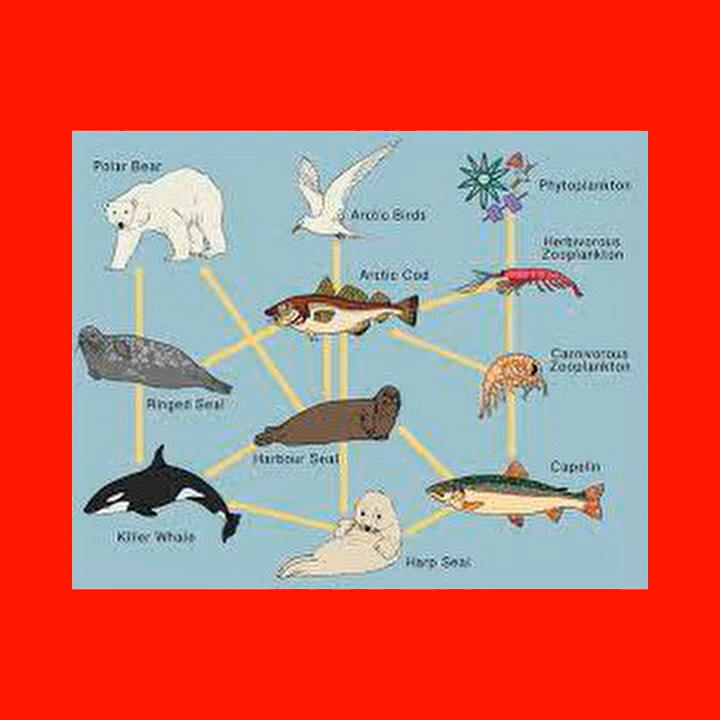 Polar Bear
Arctic Birds
Phytoplankton
Herbivorous
Zooplankton
Arctic Cod
Carnivorous
Zooplankton
Ringed Seal
Harbour Seal
Capelin
Killer Whale
Harp Seal